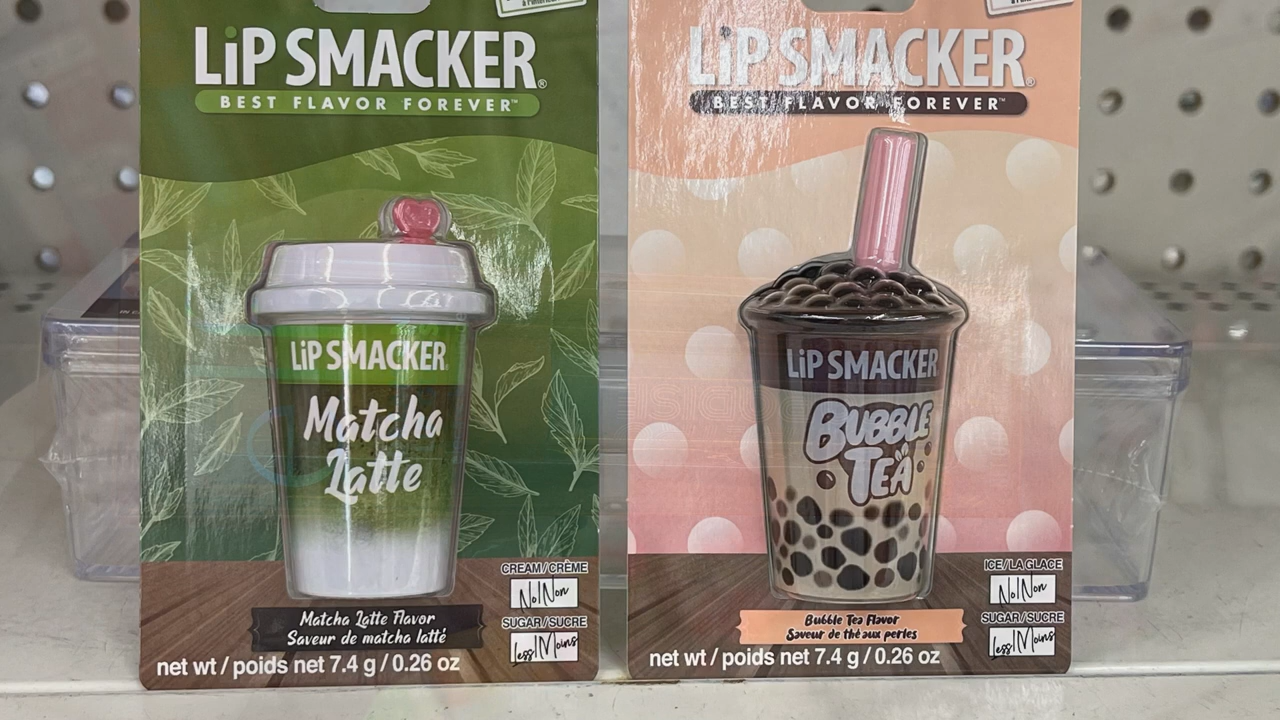 LiP SMACKER®
BEST FLAVOR FOREVER™
LiP SMACKER
Matcha
Latte
CREAM/CRÈME
No/Non
SUGAR/SUCRE
Less/Moins
Matcha Latte Flavor
Saveur de matcha latté
net wt / poids net 7.4 g / 0.26 oz
LiP SMACKER®
BEST FLAVOR FOREVER™
LiP SMACKER
BUBBLE
TEA
ICE/LA GLACE
No/Non
SUGAR/SUCRE
Less/Moins
Bubble Tea Flavor
Saveur de thé aux perles
net wt / poids net 7.4 g / 0.26 oz